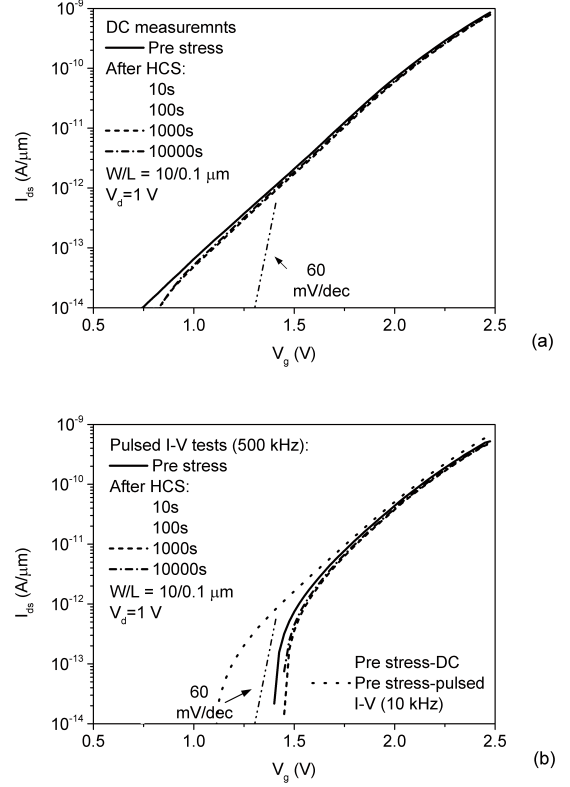 10⁻⁹
DC measuremnts
Pre stress
After HCS:
10s
100s
1000s
10000s
W/L = 10/0.1 μm
V_d=1 V
10⁻¹⁰
10⁻¹¹
10⁻¹²
10⁻¹³
10⁻¹⁴
I_ds (A/μm)
60
mV/dec
0.5 1.0 1.5 2.0 2.5
V_g (V)
(a)
10⁻⁹
Pulsed I-V tests (500 kHz):
Pre stress
After HCS:
10s
100s
1000s
10000s
W/L = 10/0.1 μm
V_d=1 V
10⁻¹⁰
10⁻¹¹
10⁻¹²
10⁻¹³
10⁻¹⁴
I_ds (A/μm)
60
mV/dec
Pre stress-DC
Pre stress-pulsed
I-V (10 kHz)
0.5 1.0 1.5 2.0 2.5
V_g (V)
(b)